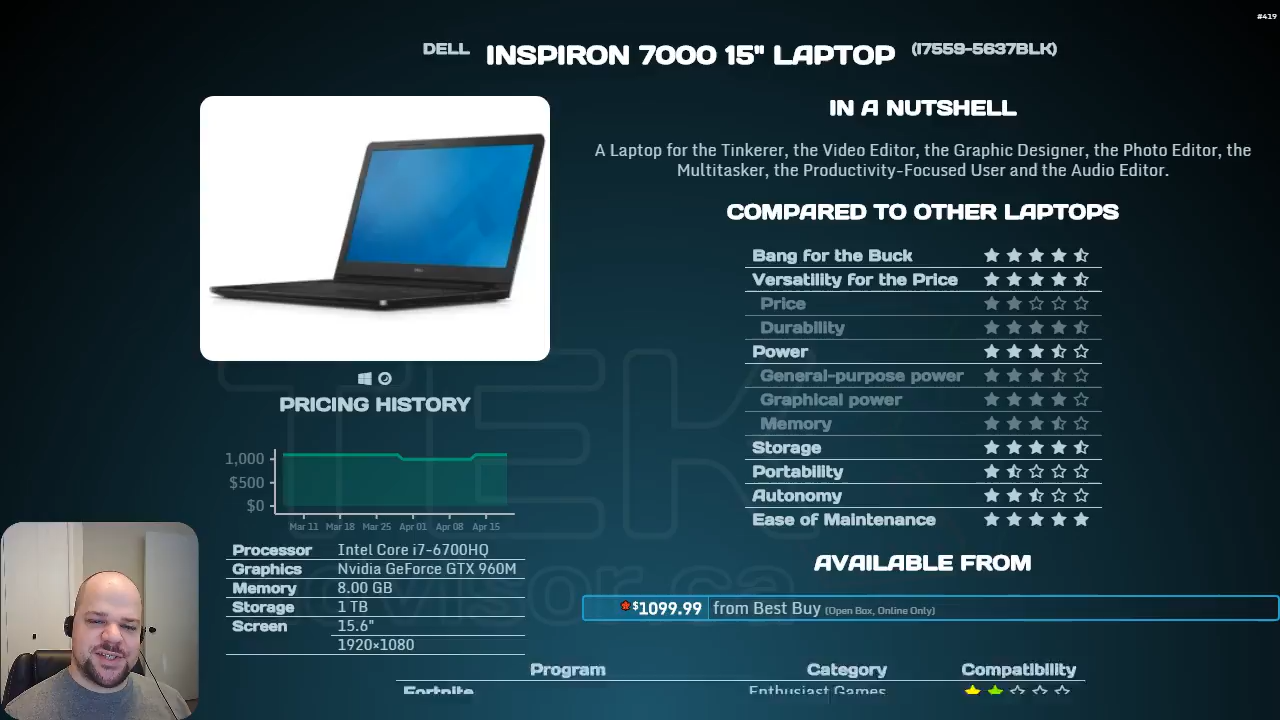 #419
DELL INSPIRON 7000 15" LAPTOP (I7559-5637BLK)
IN A NUTSHELL
A Laptop for the Tinkerer, the Video Editor, the Graphic Designer, the Photo Editor, the
Multitasker, the Productivity-Focused User and the Audio Editor.
COMPARED TO OTHER LAPTOPS
Bang for the Buck
Versatility for the Price
Price
Durability
Power
General-purpose power
Graphical power
Memory
Storage
Portability
Autonomy
Ease of Maintenance
PRICING HISTORY
1,000
$500
$0
Mar 11 Mar 18 Mar 25 Apr 01 Apr 08 Apr 15
Processor Intel Core i7-6700HQ
Graphics Nvidia GeForce GTX 960M
Memory 8.00 GB
Storage 1 TB
Screen 15.6"
1920×1080
AVAILABLE FROM
$1099.99 from Best Buy (Open Box, Online Only)
Program Category Compatibility
Fortnite Enthusiast Games